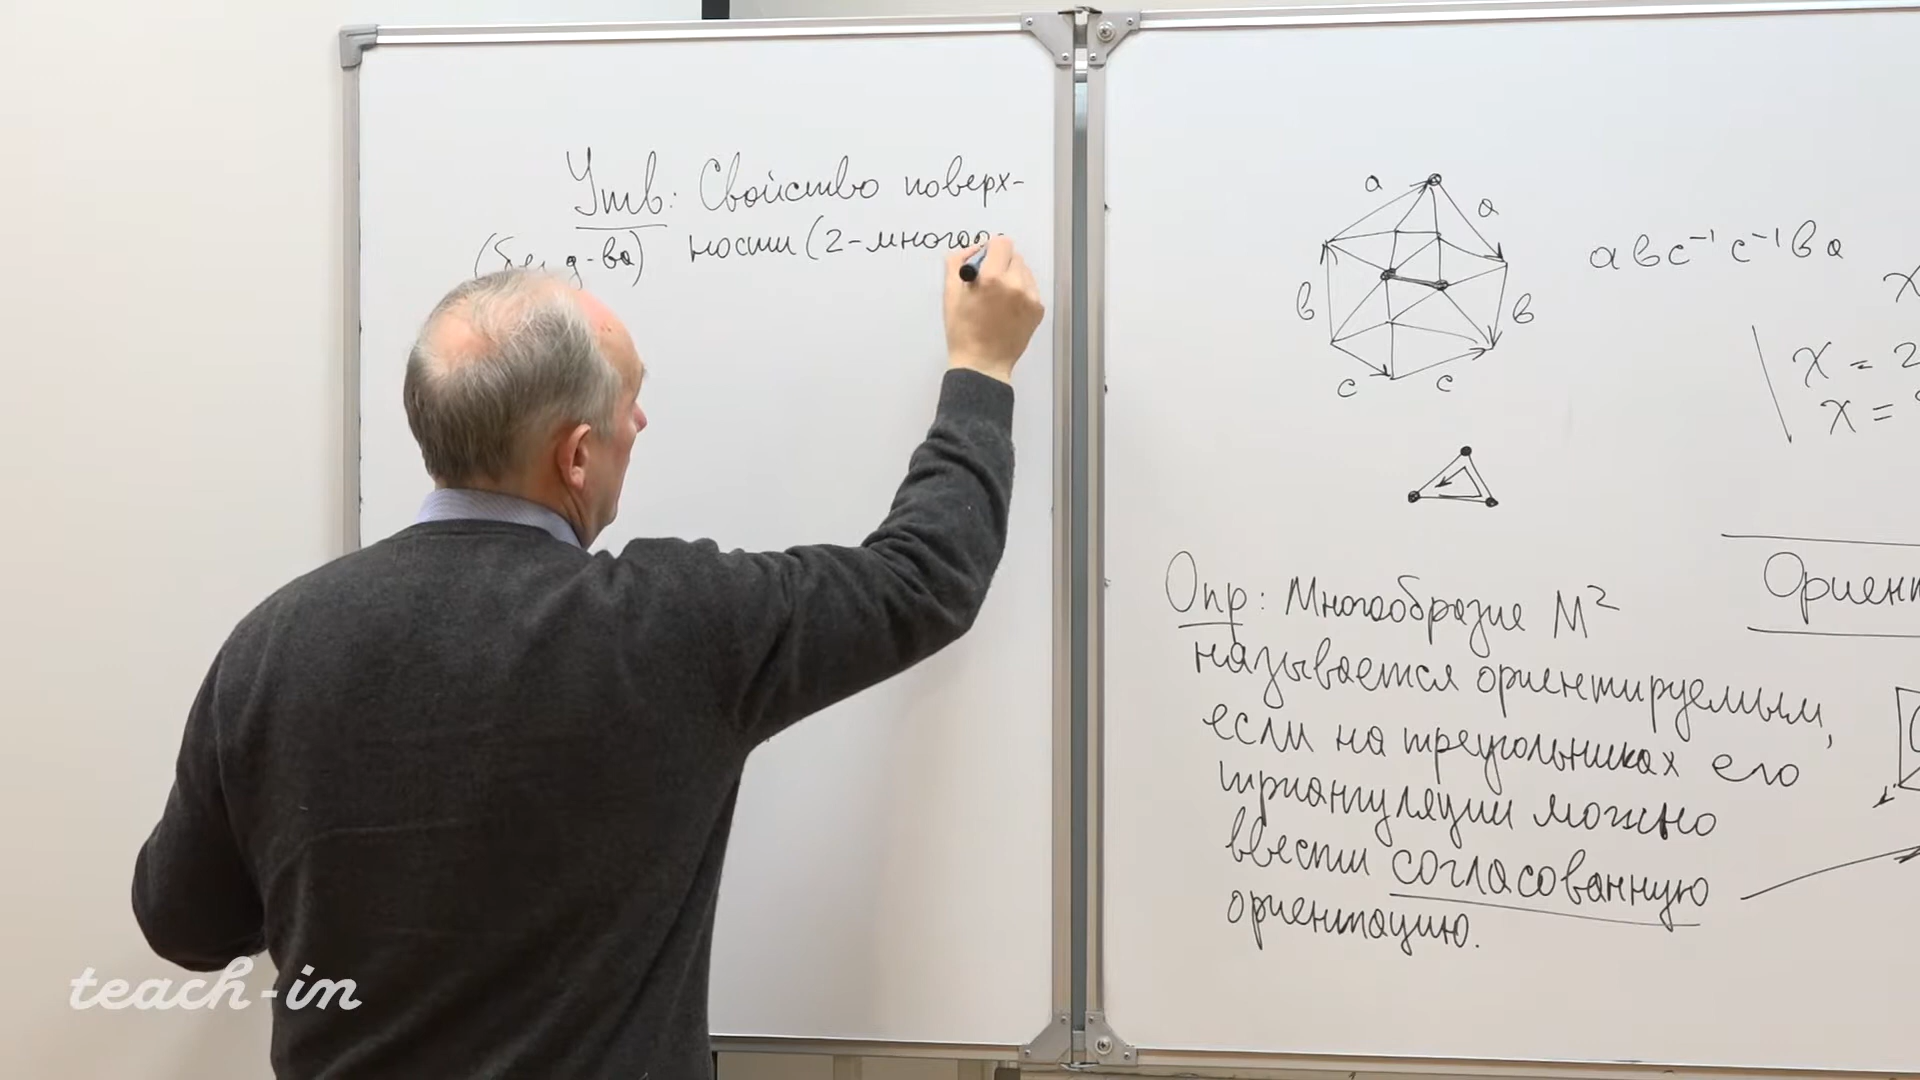 Утв: Свойство поверх-
(без д-ва) ности (2-много
a
a
b
b
c
c
abc⁻¹c⁻¹ba
χ = 2
χ =
Опр: Многообразие M²
называется ориентируемым,
если на треугольниках его
триангуляции можно
ввести согласованную
ориентацию.
Ориент
teach-in